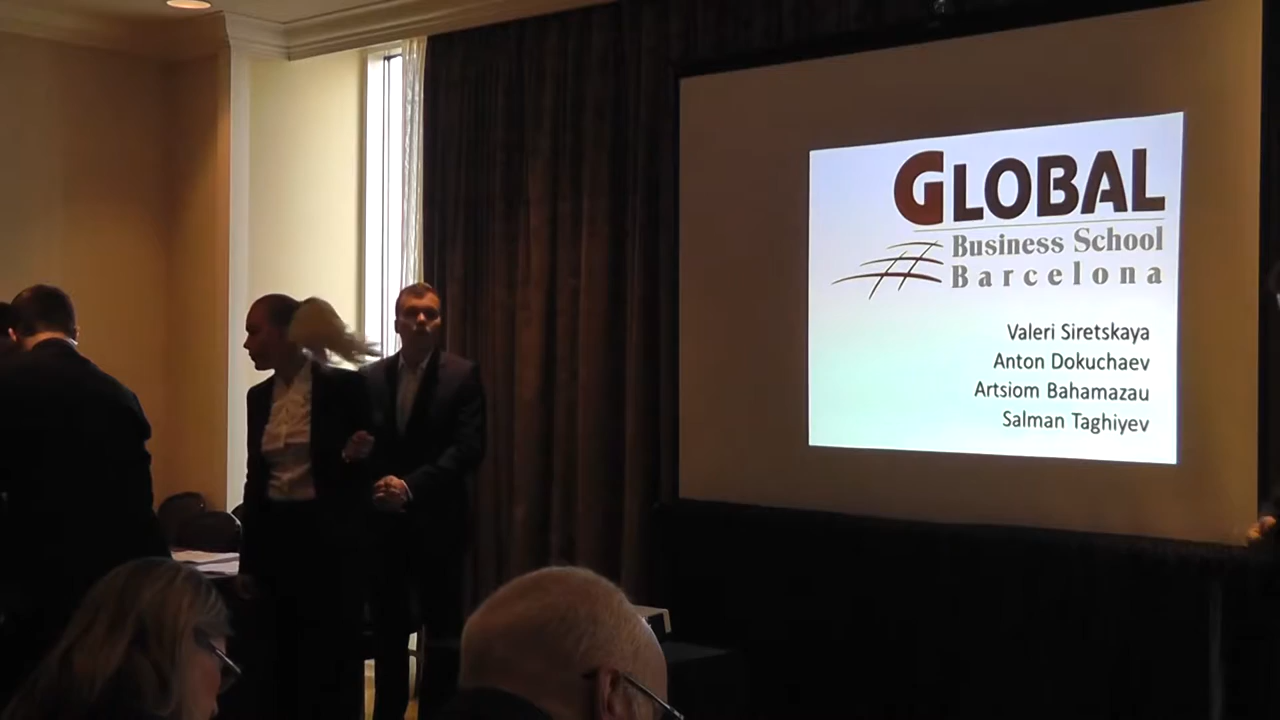 GLOBAL
Business School
Barcelona
Valeri Siretskaya
Anton Dokuchaev
Artsiom Bahamazau
Salman Taghiyev